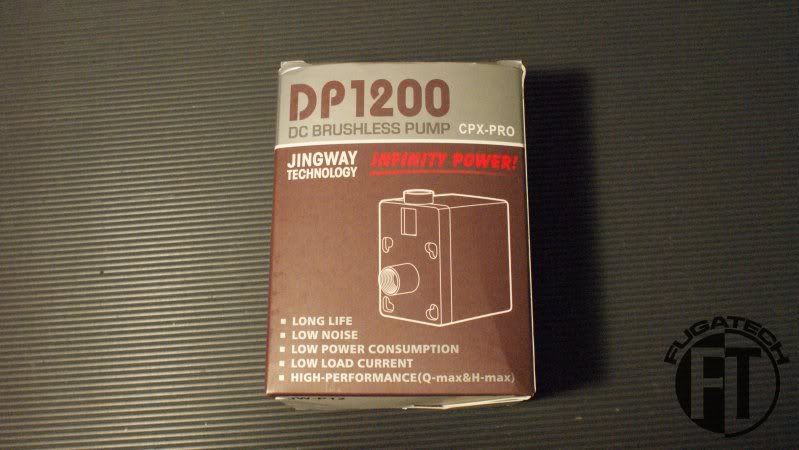 DP1200
DC BRUSHLESS PUMP CPX-PRO
JINGWAY
TECHNOLOGY
INFINITY POWER!
▪ LONG LIFE
▪ LOW NOISE
▪ LOW POWER CONSUMPTION
▪ LOW LOAD CURRENT
▪ HIGH-PERFORMANCE(Q-max&H-max)
FUGATECH
FT